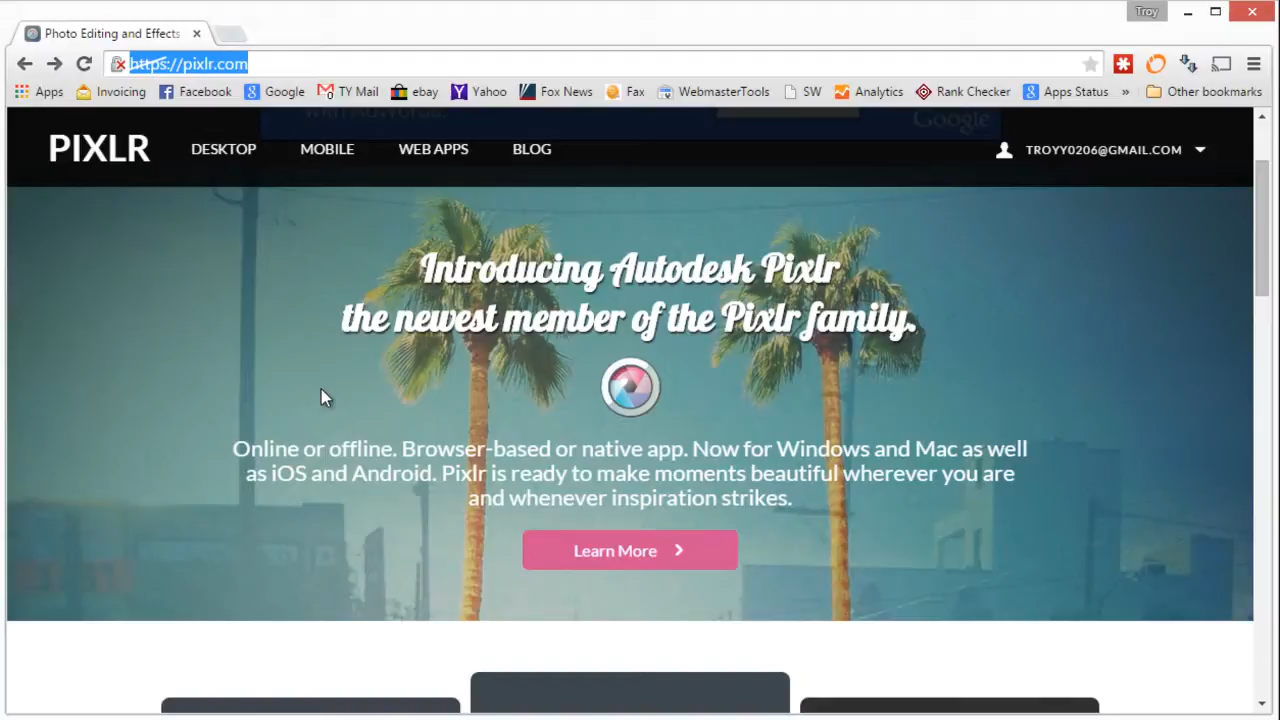 Troy
Photo Editing and Effects
https://pixlr.com
Apps Invoicing Facebook Google TY Mail ebay Yahoo Fox News Fax WebmasterTools SW Analytics Rank Checker Apps Status » Other bookmarks
with AdWords.
Google
PIXLR DESKTOP MOBILE WEB APPS BLOG TROYY0206@GMAIL.COM
Introducing Autodesk Pixlr
the newest member of the Pixlr family.
Online or offline. Browser-based or native app. Now for Windows and Mac as well
as iOS and Android. Pixlr is ready to make moments beautiful wherever you are
and whenever inspiration strikes.
Learn More